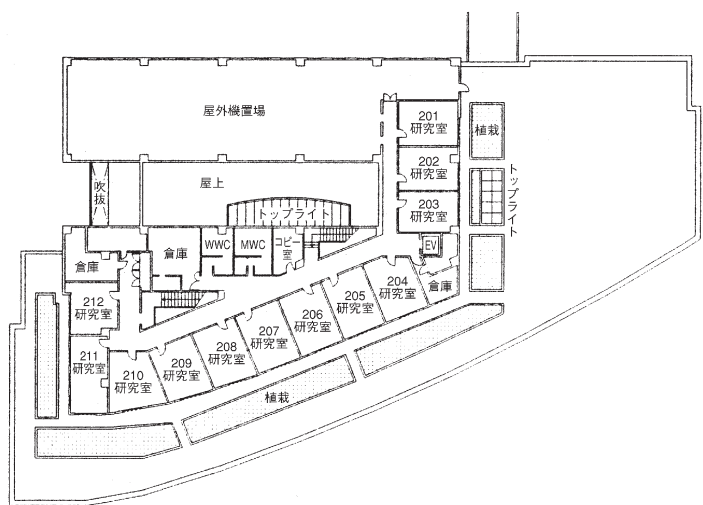 屋外機置場
201
研究室
植栽
202
研究室
吹抜
屋上
トップライト
203
研究室
トップライト
倉庫
WWC
MWC
コピー
室
EV
倉庫
204
研究室
倉庫
205
研究室
212
研究室
206
研究室
207
研究室
208
研究室
211
研究室
209
研究室
210
研究室
植栽